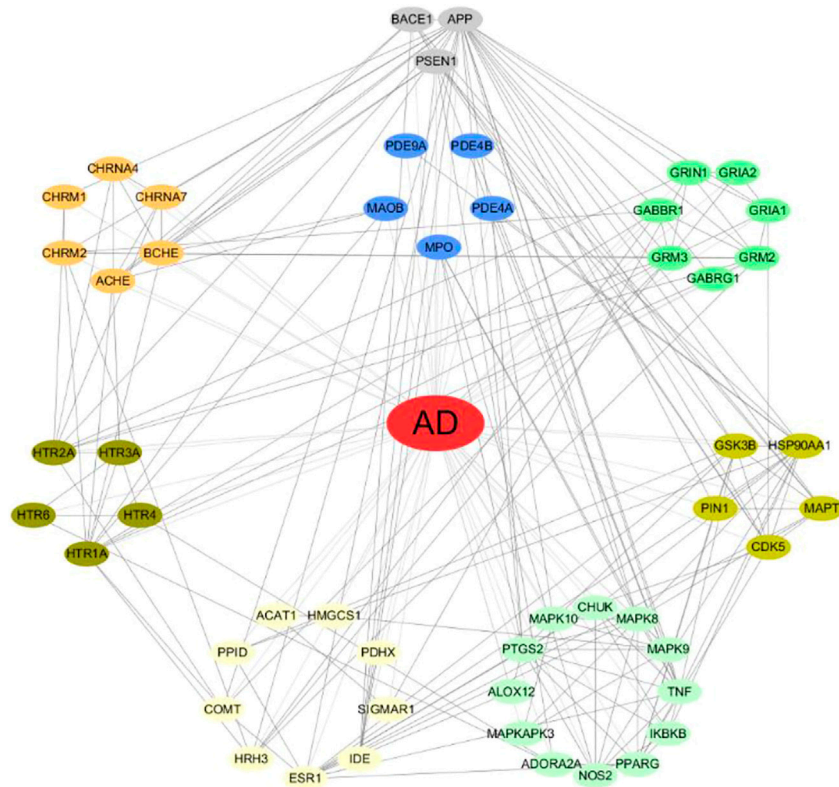 BACE1 APP
PSEN1
PDE9A PDE4B
CHRNA4 GRIN1 GRIA2
CHRM1 CHRNA7 MAOB PDE4A GABBR1 GRIA1
CHRM2 BCHE MPO GRM3 GRM2
ACHE GABRG1
AD
HTR2A HTR3A GSK3B HSP90AA1
HTR6 HTR4 PIN1 MAPT
HTR1A CDK5
ACAT1 HMGCS1 MAPK10 CHUK MAPK8
PPID PDHX PTGS2 MAPK9
COMT SIGMAR1 ALOX12 TNF
MAPKAPK3 IKBKB
HRH3 IDE ADORA2A PPARG
ESR1 NOS2